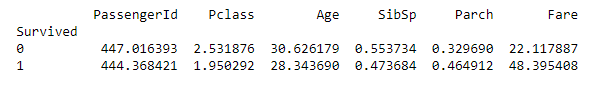 PassengerId Pclass Age SibSp Parch Fare
Survived
0 447.016393 2.531876 30.626179 0.553734 0.329690 22.117887
1 444.368421 1.950292 28.343690 0.473684 0.464912 48.395408